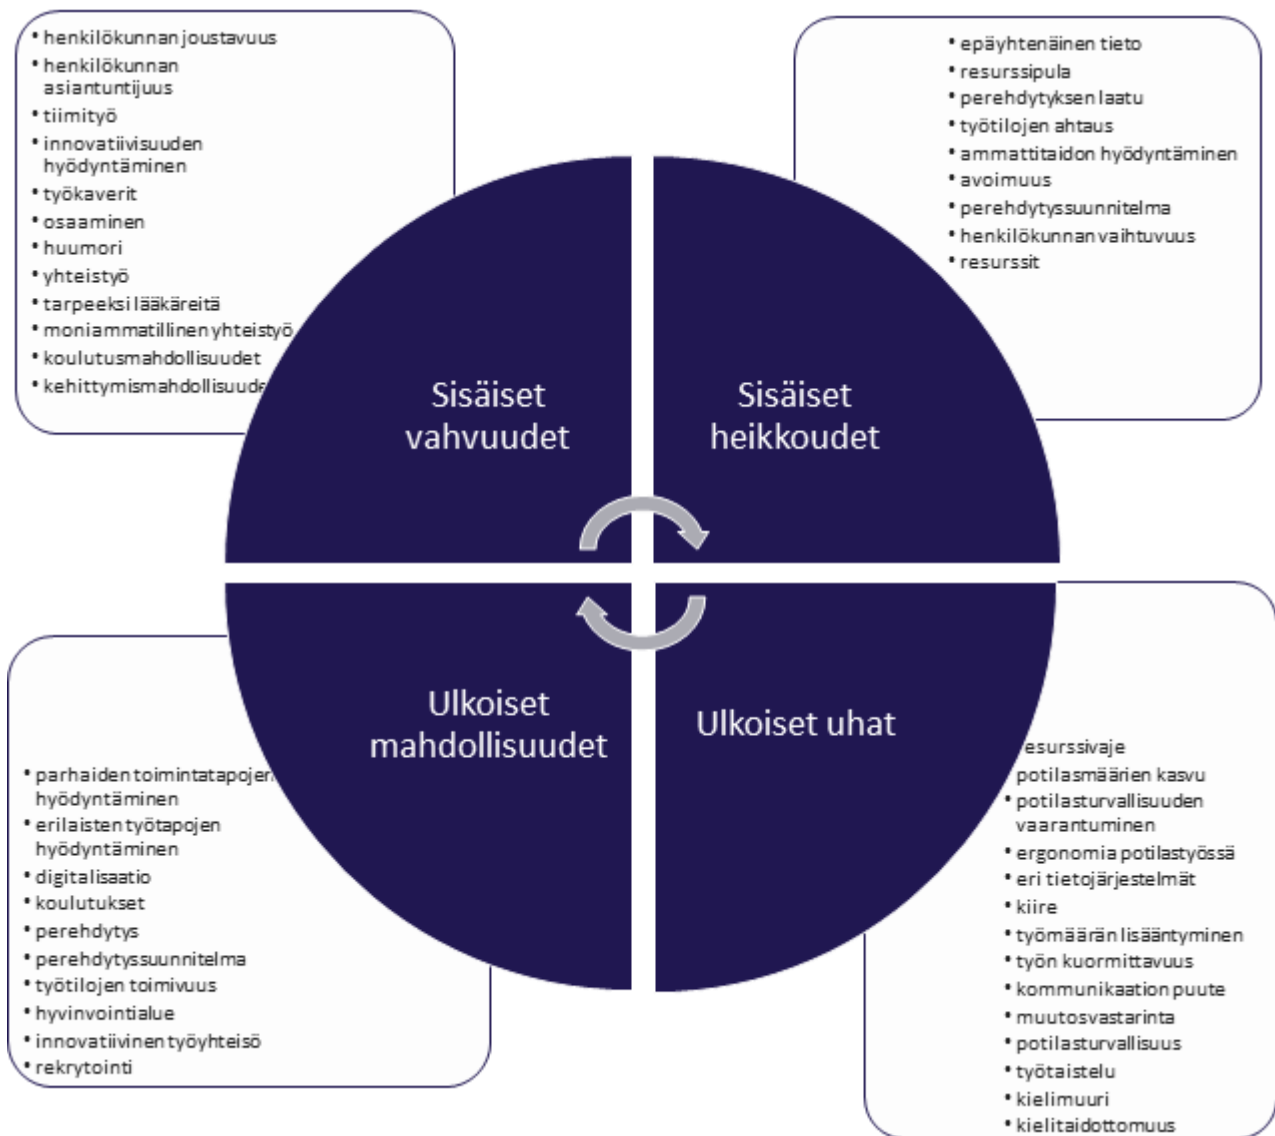 • henkilökunnan joustavuus
• henkilökunnan
asiantuntijuus
• tiimityö
• innovatiivisuuden
hyödyntäminen
• työkaverit
• osaaminen
• huumori
• yhteistyö
• tarpeeksi lääkäreitä
• moniammatillinen yhteistyö
• koulutusmahdollisuudet
• kehittymismahdollisuude
• epäyhtenäinen tieto
• resurssipula
• perehdytyksen laatu
• työtilojen ahtaus
• ammattitaidon hyödyntäminen
• avoimuus
• perehdytyssuunnitelma
• henkilökunnan vaihtuvuus
• resurssit
Sisäiset
vahvuudet
Sisäiset
heikkoudet
Ulkoiset
mahdollisuudet
Ulkoiset uhat
• parhaiden toimintatapojen
hyödyntäminen
• erilaisten työtapojen
hyödyntäminen
• digitalisaatio
• koulutukset
• perehdytys
• perehdytyssuunnitelma
• työtilojen toimivuus
• hyvinvointialue
• innovatiivinen työyhteisö
• rekrytointi
esurssivaje
potilasmäärien kasvu
• potilasturvallisuuden
vaarantuminen
• ergonomia potilastyössä
• eri tietojärjestelmät
• kiire
• työmäärän lisääntyminen
• työn kuormittavuus
• kommunikaation puute
• muutosvastarinta
• potilasturvallisuus
• työtaistelu
• kielimuuri
• kielitaidottomuus